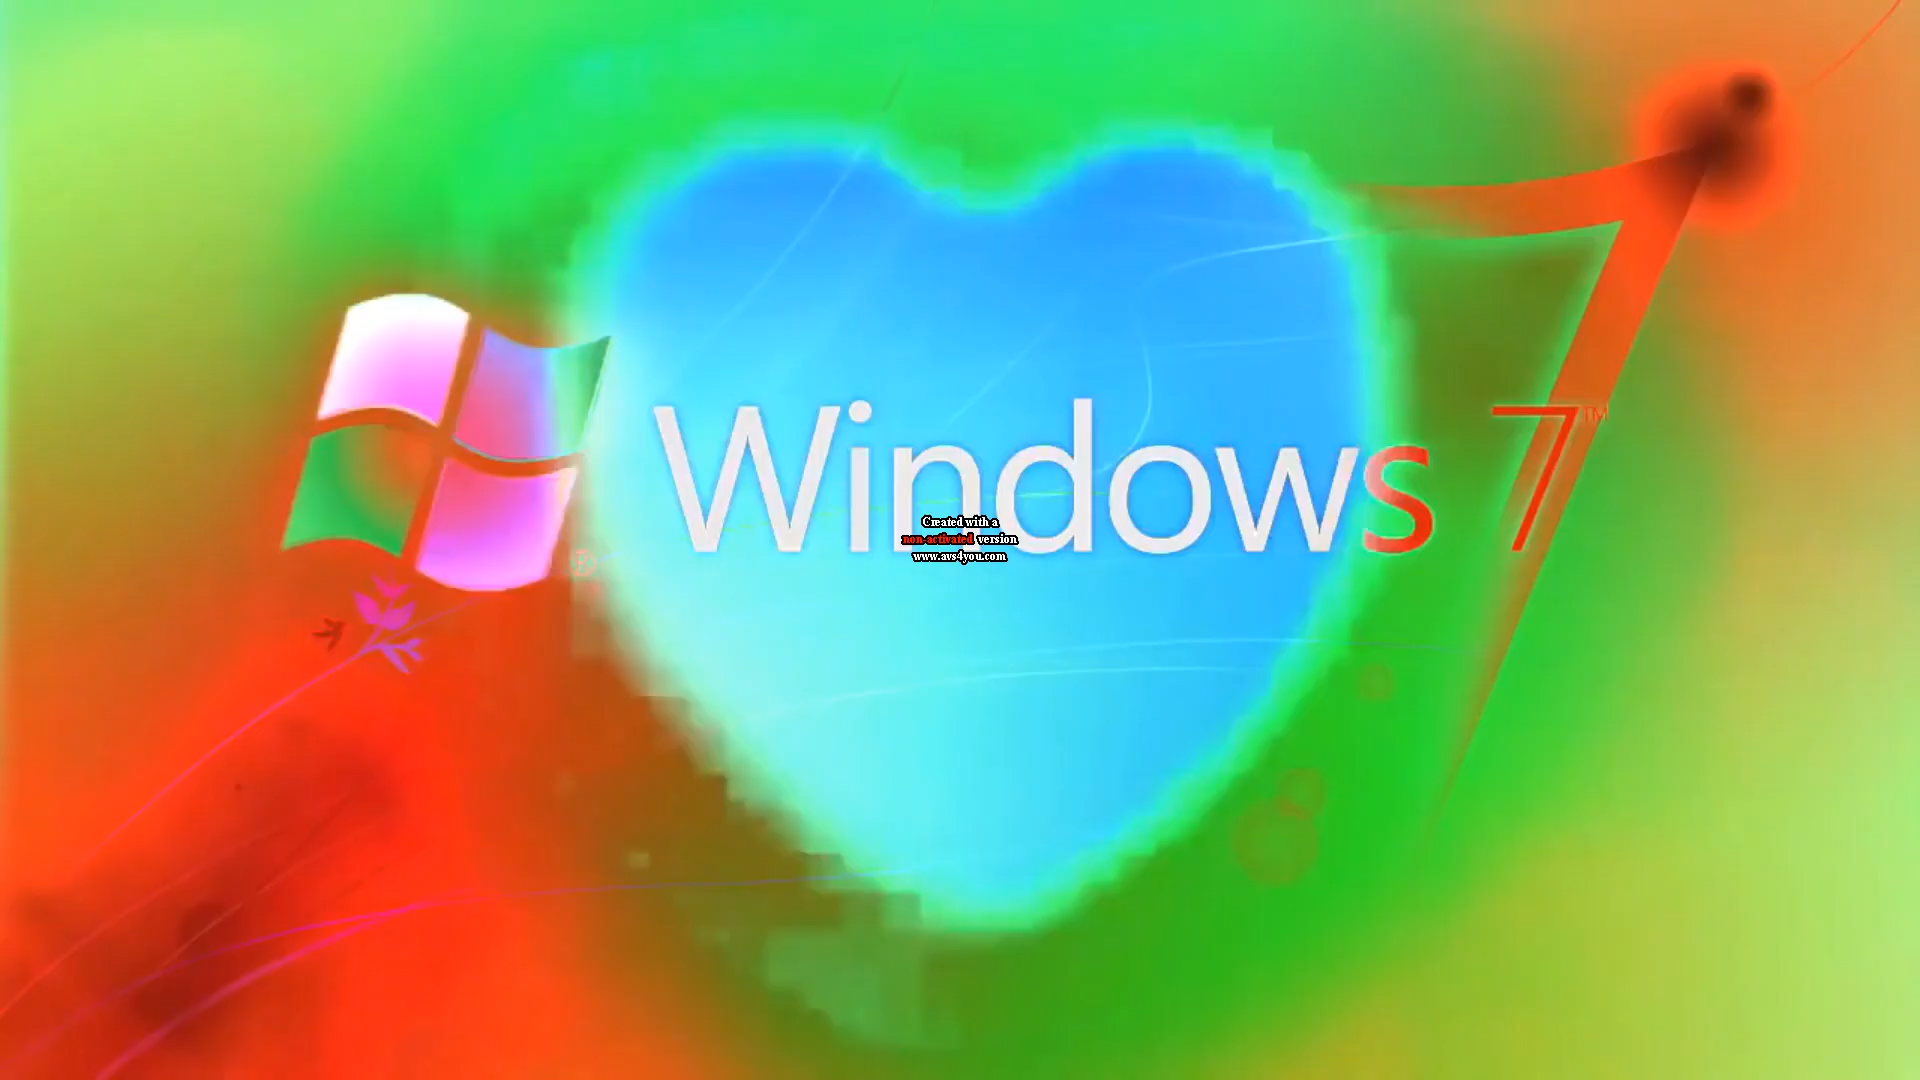 Windows 7™
Created with a
non-activated version
www.avs4you.com
®